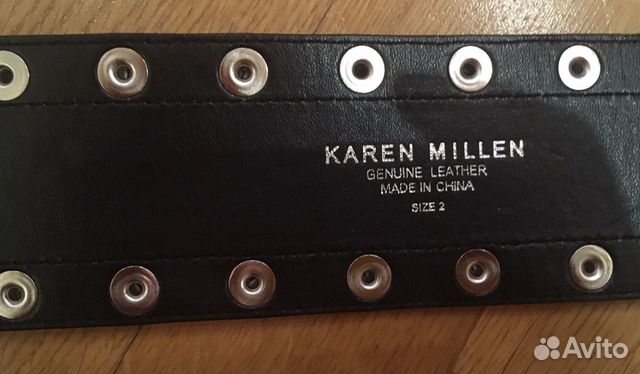 KAREN MILLEN
GENUINE LEATHER
MADE IN CHINA
SIZE 2
Avito